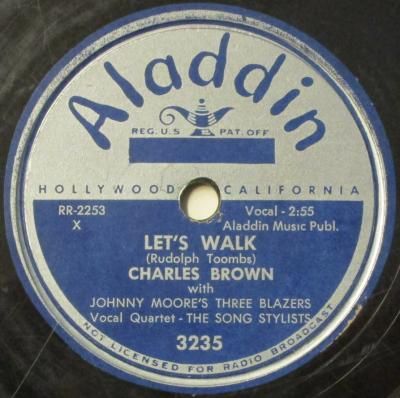 Aladdin
REG. U.S. PAT. OFF.
HOLLYWOOD CALIFORNIA
RR-2253 Vocal - 2:55
X Aladdin Music Publ.
LET'S WALK
(Rudolph Toombs)
CHARLES BROWN
with
JOHNNY MOORE'S THREE BLAZERS
Vocal Quartet - THE SONG STYLISTS
3235
NOT LICENSED FOR RADIO BROADCAST